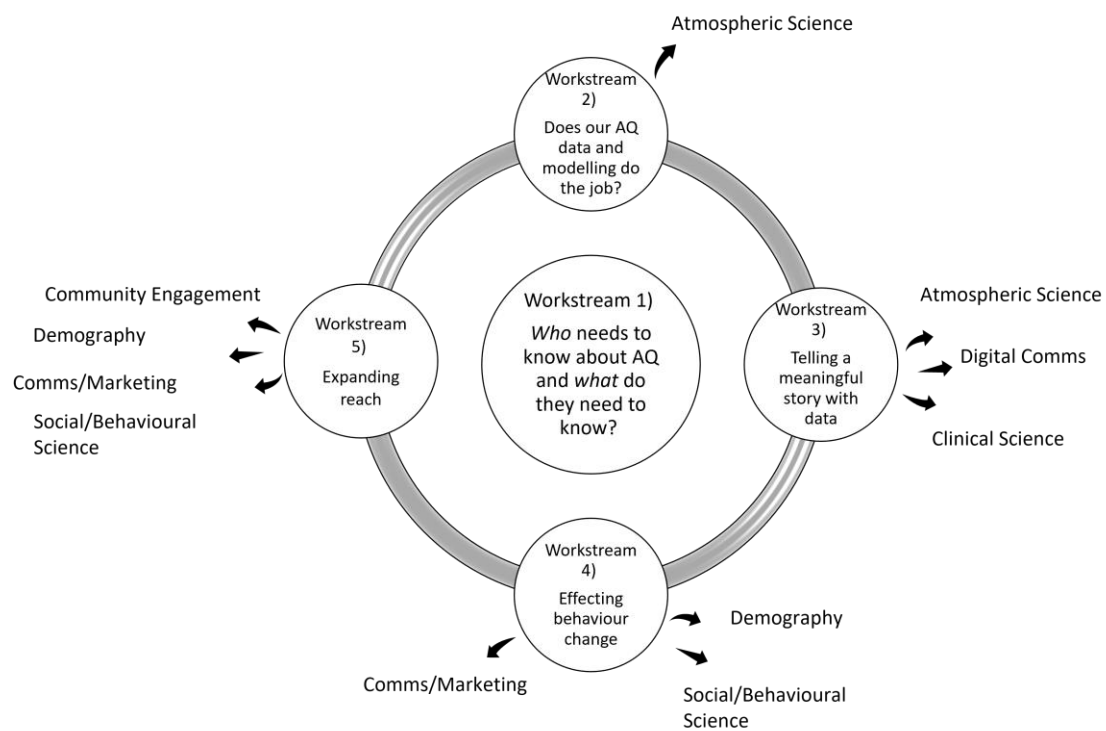 Atmospheric Science
Workstream
2)
Does our AQ
data and
modelling do
the job?
Community Engagement
Demography
Comms/Marketing
Social/Behavioural
Science
Workstream
5)
Expanding
reach
Workstream 1)
Who needs to
know about AQ
and what do
they need to
know?
Workstream
3)
Telling a
meaningful
story with
data
Atmospheric Science
Digital Comms
Clinical Science
Workstream
4)
Effecting
behaviour
change
Comms/Marketing
Demography
Social/Behavioural
Science